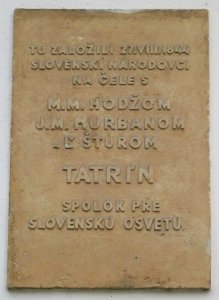 TU ZALOŽILI 27.VIII.1844
SLOVENSKÍ NÁRODOVCI
NA ČELE S
M.M.HODŽOM
J.M.HURBANOM
A Ľ ŠTÚROM
TATRÍN
SPOLOK PRE
SLOVENSKÚ OSVETU.